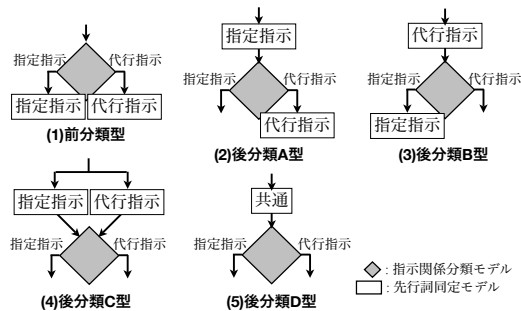 指定指示 代行指示
指定指示 代行指示
(1)前分類型
指定指示
指定指示 代行指示
代行指示
(2)後分類A型
代行指示
指定指示 代行指示
指定指示
(3)後分類B型
指定指示 代行指示
指定指示 代行指示
(4)後分類C型
共通
指定指示 代行指示
(5)後分類D型
: 指示関係分類モデル
: 先行詞同定モデル